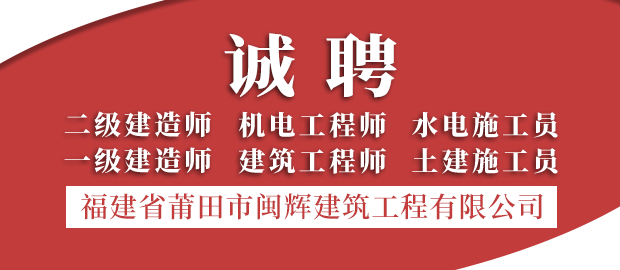 诚聘
二级建造师 机电工程师 水电施工员
一级建造师 建筑工程师 土建施工员
福建省莆田市闽辉建筑工程有限公司